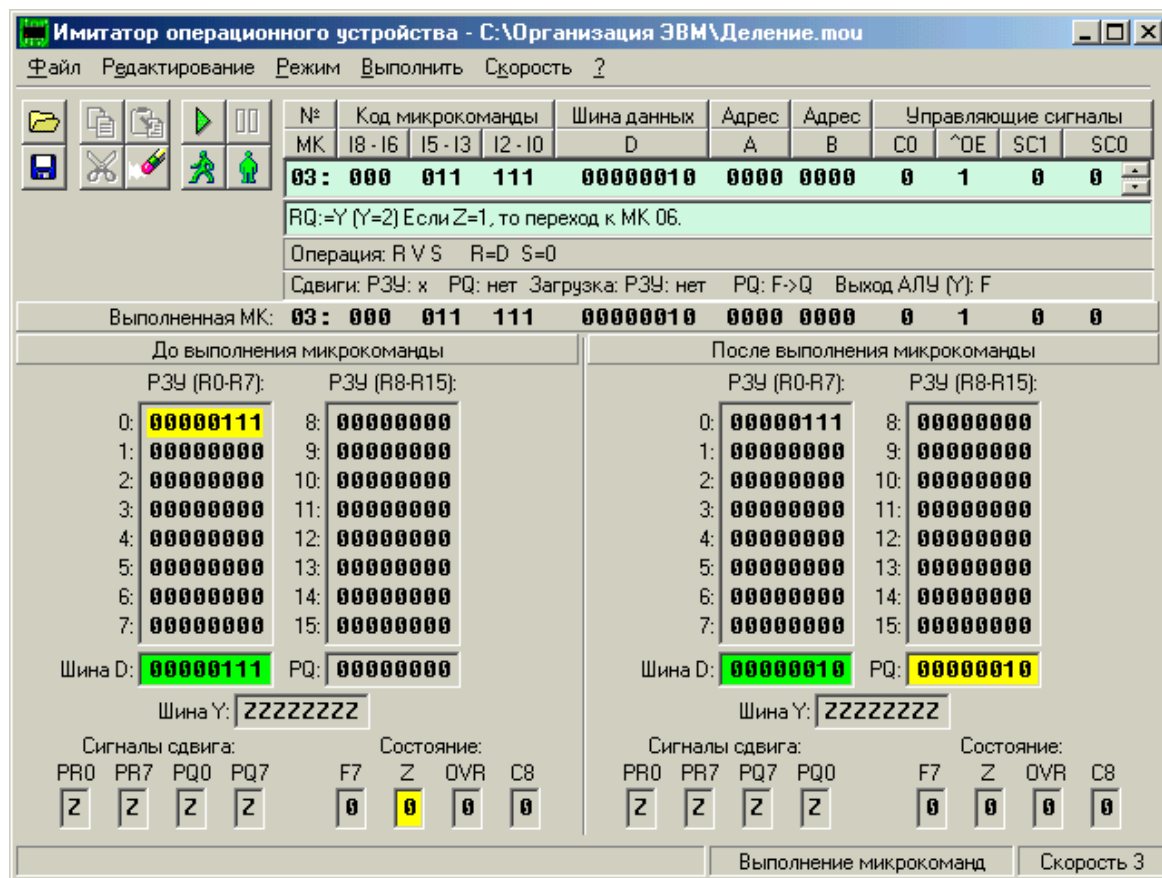 Имитатор операционного устройства - C:\Организация ЭВМ\Деление.mou
Файл Редактирование Режим Выполнить Скорость ?
№ Код микрокоманды Шина данных Адрес Адрес Управляющие сигналы
МК I8 - I6 I5 - I3 I2 - I0 D A B C0 ^OE SC1 SC0
03: 000 011 111 00000010 0000 0000 0 1 0 0
RQ:=Y (Y=2) Если Z=1, то переход к МК 06.
Операция: R V S R=D S=0
Сдвиги: РЗУ: x PQ: нет Загрузка: РЗУ: нет PQ: F->Q Выход АЛУ (Y): F
Выполненная МК: 03: 000 011 111 00000010 0000 0000 0 1 0 0
До выполнения микрокоманды
РЗУ (R0-R7): РЗУ (R8-R15):
0: 00000111 8: 00000000
1: 00000000 9: 00000000
2: 00000000 10: 00000000
3: 00000000 11: 00000000
4: 00000000 12: 00000000
5: 00000000 13: 00000000
6: 00000000 14: 00000000
7: 00000000 15: 00000000
Шина D: 00000111 PQ: 00000000
Шина Y: ZZZZZZZZ
Сигналы сдвига: Состояние:
PR0 PR7 PQ0 PQ7 F7 Z OVR C8
Z Z Z Z 0 0 0 0
После выполнения микрокоманды
РЗУ (R0-R7): РЗУ (R8-R15):
0: 00000111 8: 00000000
1: 00000000 9: 00000000
2: 00000000 10: 00000000
3: 00000000 11: 00000000
4: 00000000 12: 00000000
5: 00000000 13: 00000000
6: 00000000 14: 00000000
7: 00000000 15: 00000000
Шина D: 00000010 PQ: 00000010
Шина Y: ZZZZZZZZ
Сигналы сдвига: Состояние:
PR0 PR7 PQ7 PQ0 F7 Z OVR C8
Z Z Z Z 0 0 0 0
Выполнение микрокоманд Скорость 3